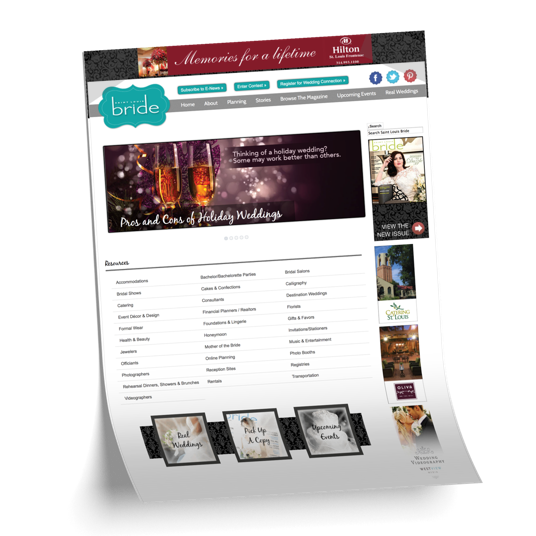 Memories for a lifetime
Hilton
St. Louis Frontenac
314.993.1100
Subscribe to E-News »
Enter Contest »
Register for Wedding Connection »
SAINT LOUIS
bride
Home
About
Planning
Stories
Browse The Magazine
Upcoming Events
Real Weddings
Search
Search Saint Louis Bride
Thinking of a holiday wedding?
Some may work better than others.
Pros and Cons of Holiday Weddings
bride
VIEW THE
NEW ISSUE
Resources
Accommodations
Bridal Shows
Catering
Event Décor & Design
Formal Wear
Health & Beauty
Jewelers
Officiants
Photographers
Rehearsal Dinners, Showers & Brunches
Videographers
Bachelor/Bachelorette Parties
Cakes & Confections
Consultants
Financial Planners / Realtors
Foundations & Lingerie
Honeymoon
Mother of the Bride
Online Planning
Reception Sites
Rentals
Bridal Salons
Calligraphy
Destination Weddings
Florists
Gifts & Favors
Invitations/Stationers
Music & Entertainment
Photo Booths
Registries
Transportation
CATERING
ST LOUIS
OLIVA
Real
Weddings
Pick Up
A Copy
Upcoming
Events
WEDDING
VIDEOGRAPHY